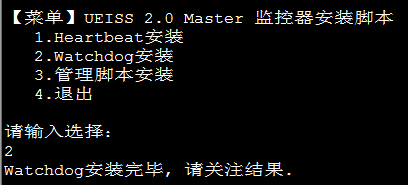 【菜单】UEISS 2.0 Master 监控器安装脚本
1.Heartbeat安装
2.Watchdog安装
3.管理脚本安装
4.退出
请输入选择:
2
Watchdog安装完毕, 请关注结果.